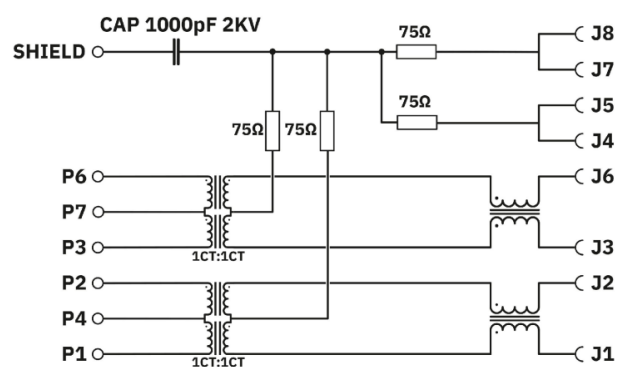 CAP 1000pF 2KV
SHIELD
75Ω
J8
J7
75Ω
J5
J4
75Ω 75Ω
P6
J6
P7
P3
J3
1CT:1CT
P2
J2
P4
P1
J1
1CT:1CT